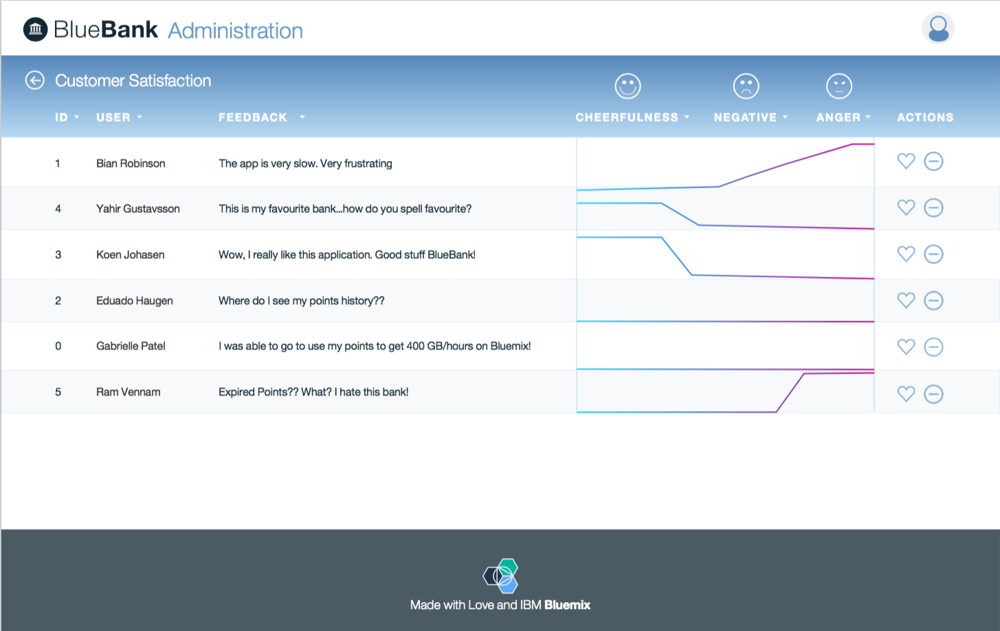 BlueBank Administration
Customer Satisfaction
ID USER FEEDBACK CHEERFULNESS NEGATIVE ANGER ACTIONS
1 Bian Robinson The app is very slow. Very frustrating
4 Yahir Gustavsson This is my favourite bank...how do you spell favourite?
3 Koen Johasen Wow, I really like this application. Good stuff BlueBank!
2 Eduado Haugen Where do I see my points history??
0 Gabrielle Patel I was able to go to use my points to get 400 GB/hours on Bluemix!
5 Ram Vennam Expired Points?? What? I hate this bank!
Made with Love and IBM Bluemix